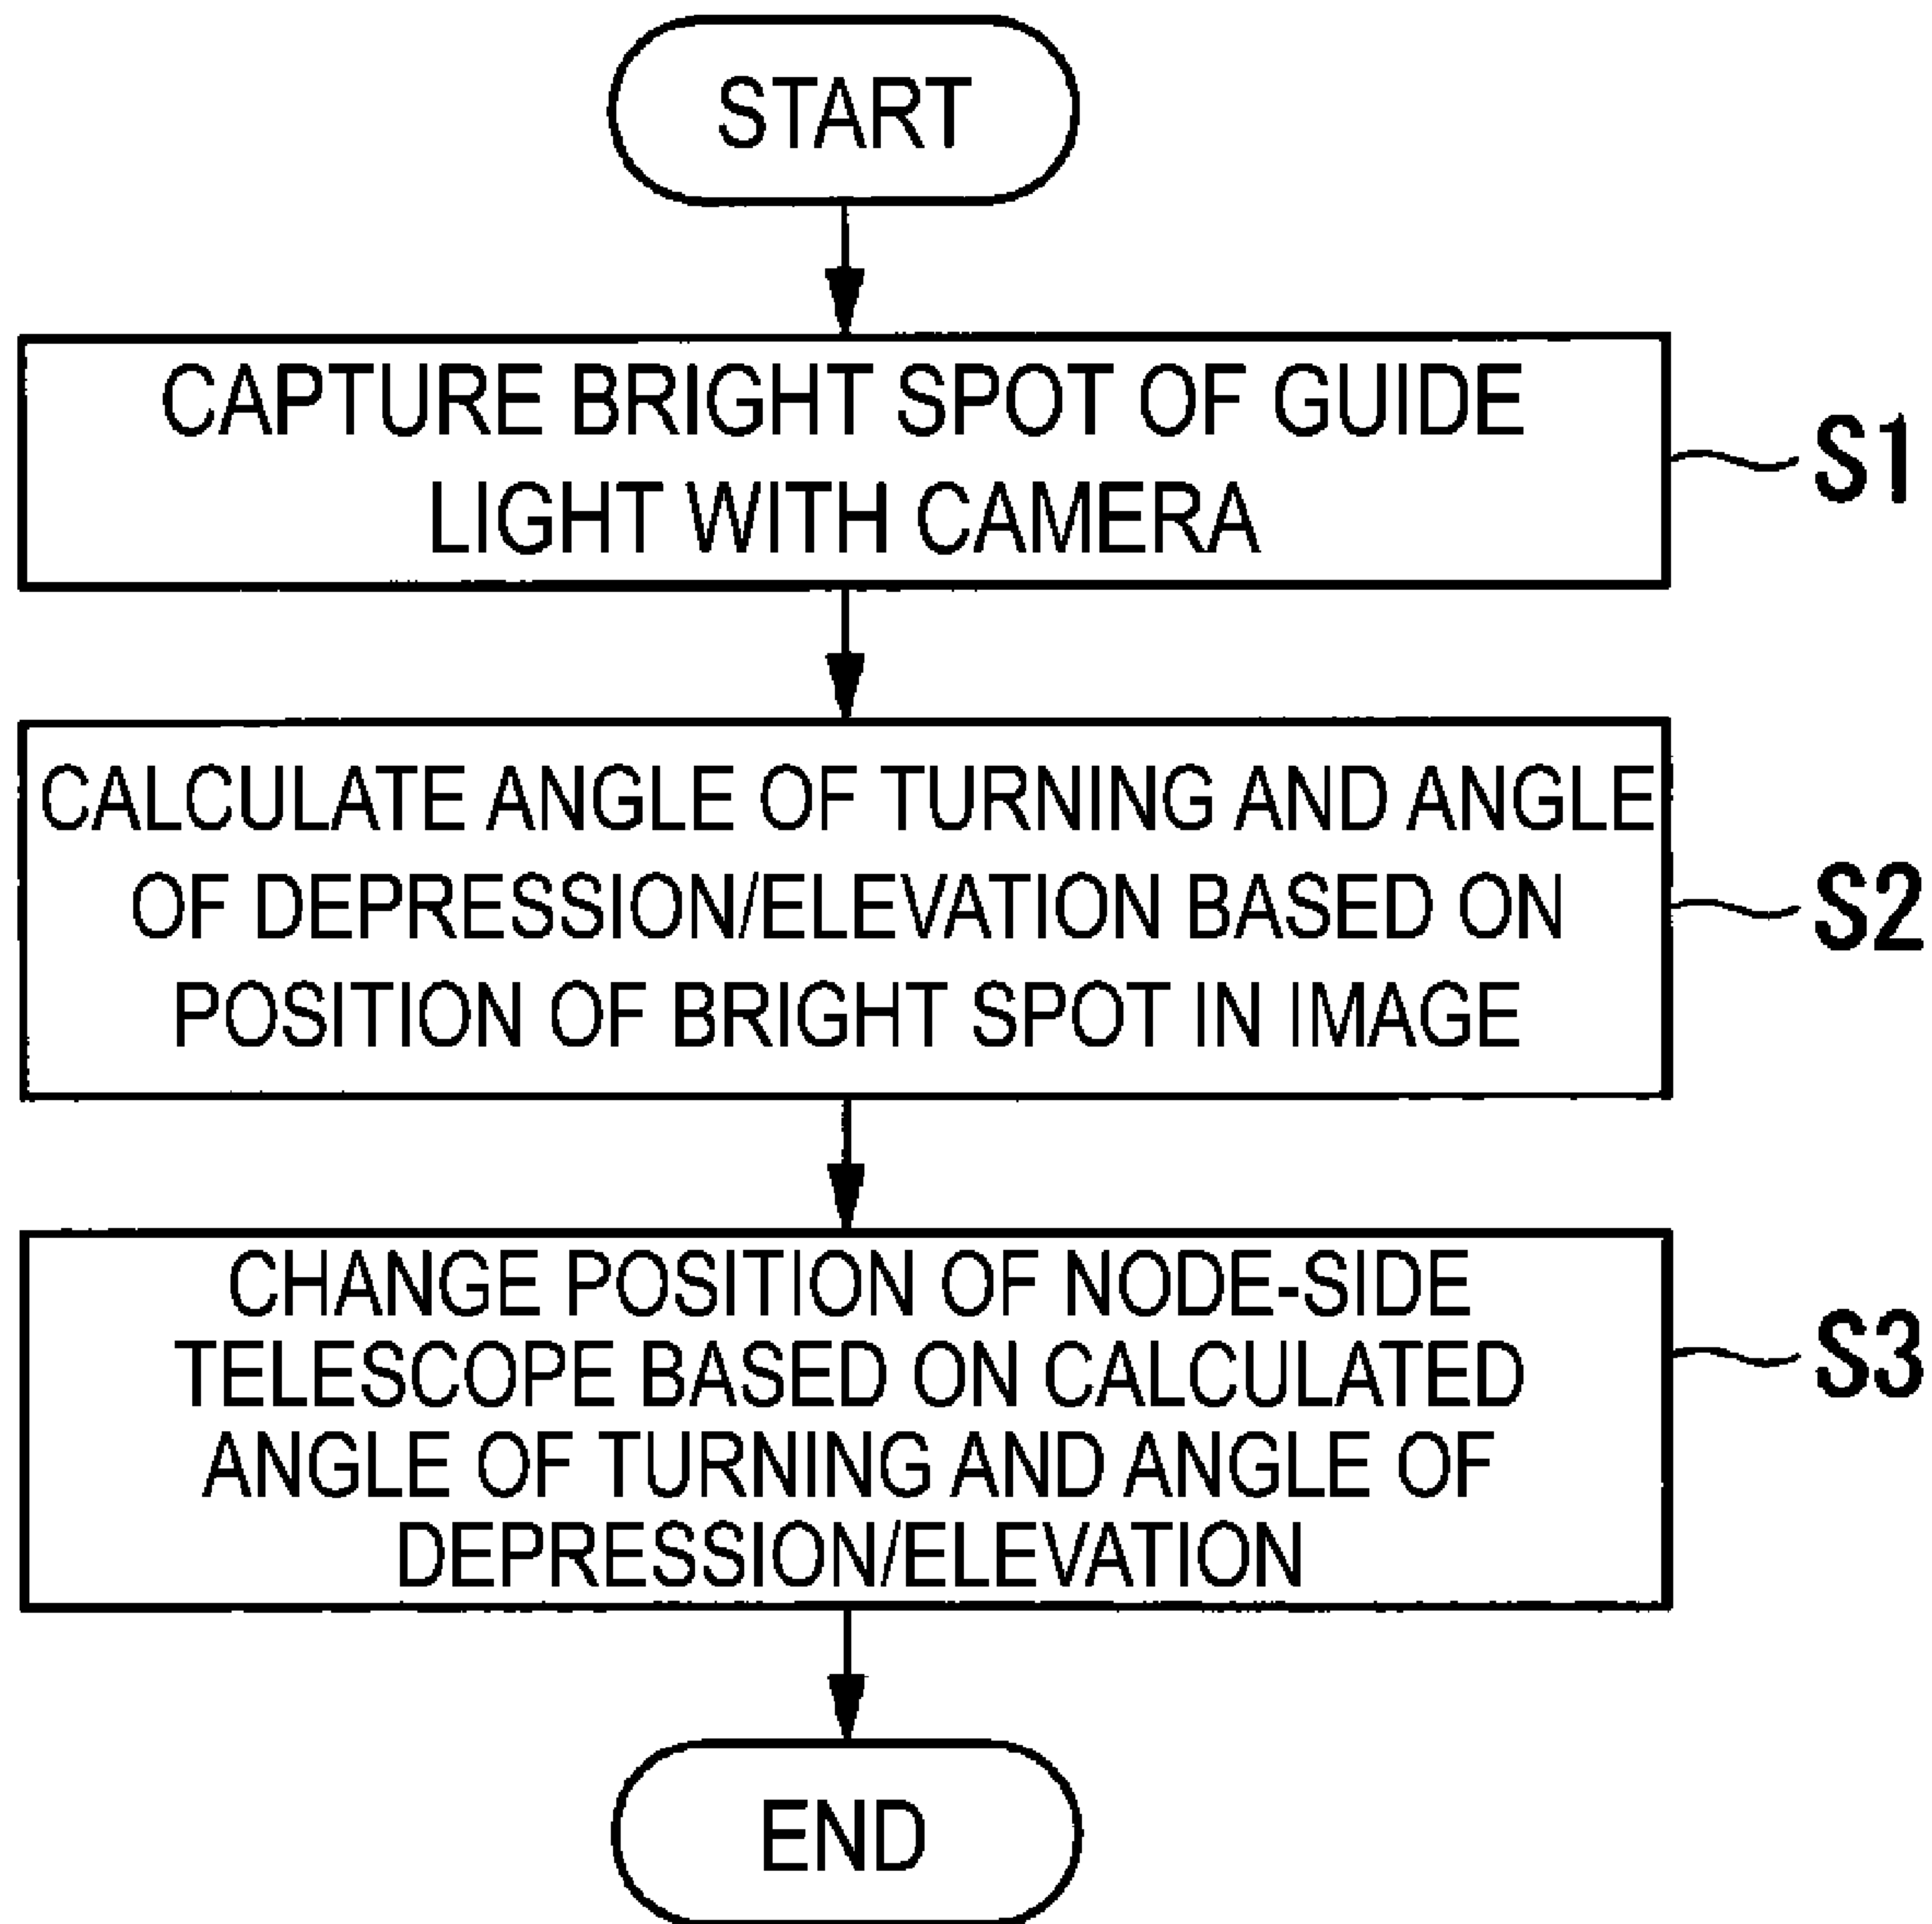 START
CAPTURE BRIGHT SPOT OF GUIDE
LIGHT WITH CAMERA
S1
CALCULATE ANGLE OF TURNING AND ANGLE
OF DEPRESSION/ELEVATION BASED ON
POSITION OF BRIGHT SPOT IN IMAGE
S2
CHANGE POSITION OF NODE-SIDE
TELESCOPE BASED ON CALCULATED
ANGLE OF TURNING AND ANGLE OF
DEPRESSION/ELEVATION
S3
END